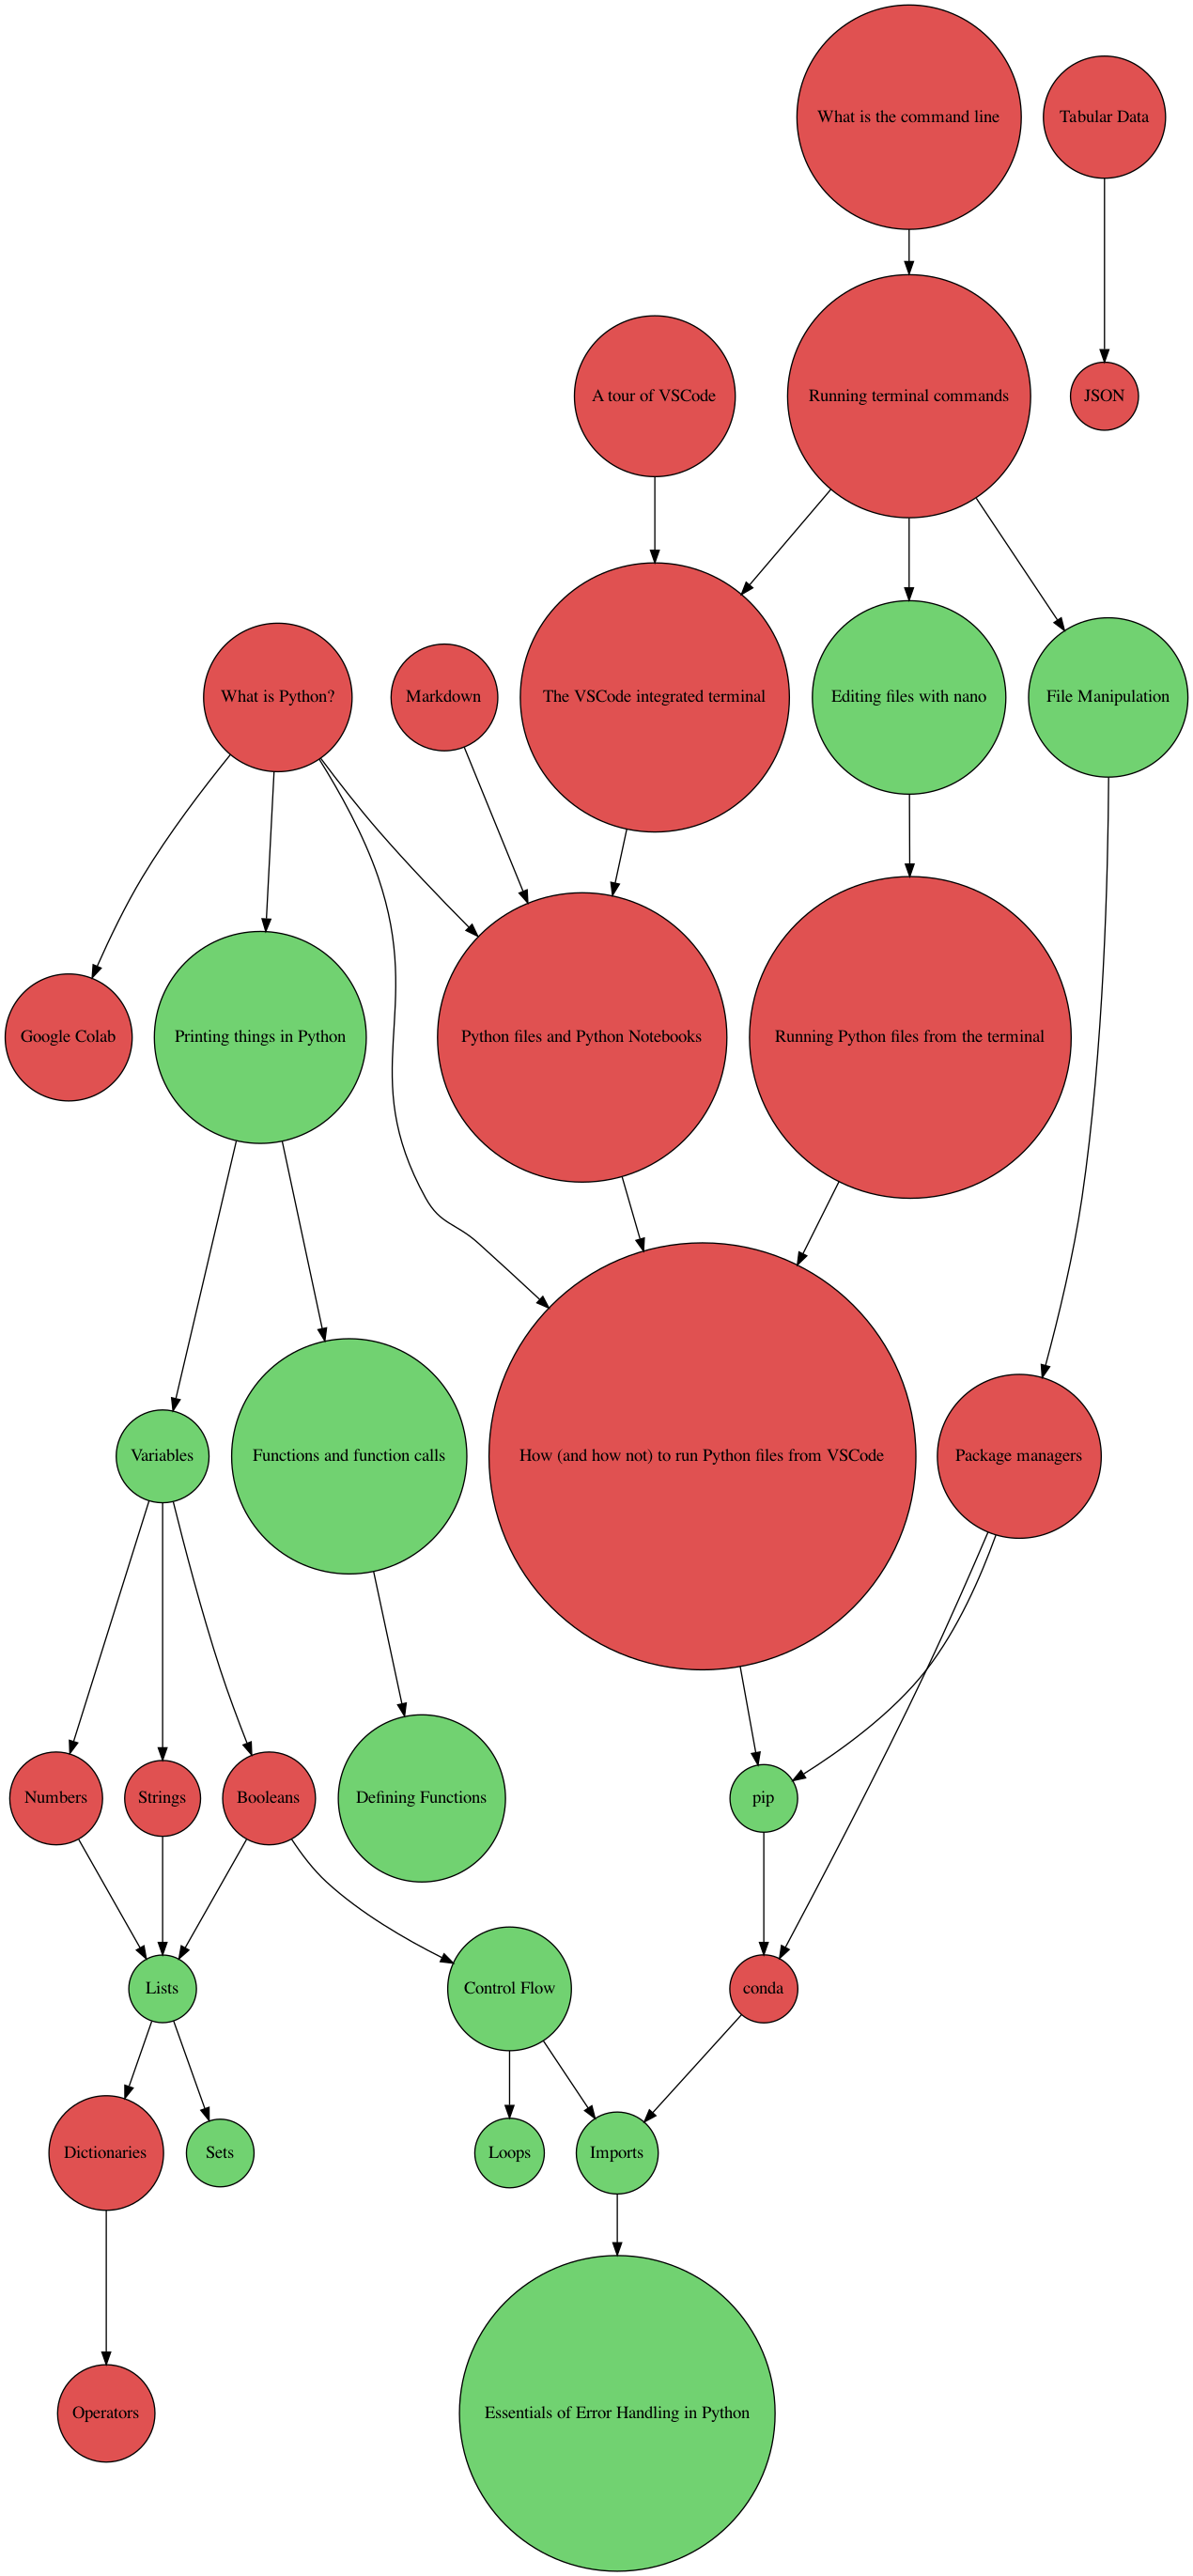 What is the command line
Tabular Data
A tour of VSCode
Running terminal commands
JSON
What is Python?
Markdown
The VSCode integrated terminal
Editing files with nano
File Manipulation
Google Colab
Printing things in Python
Python files and Python Notebooks
Running Python files from the terminal
Variables
Functions and function calls
How (and how not) to run Python files from VSCode
Package managers
Numbers
Strings
Booleans
Defining Functions
pip
Lists
Control Flow
conda
Dictionaries
Sets
Loops
Imports
Operators
Essentials of Error Handling in Python